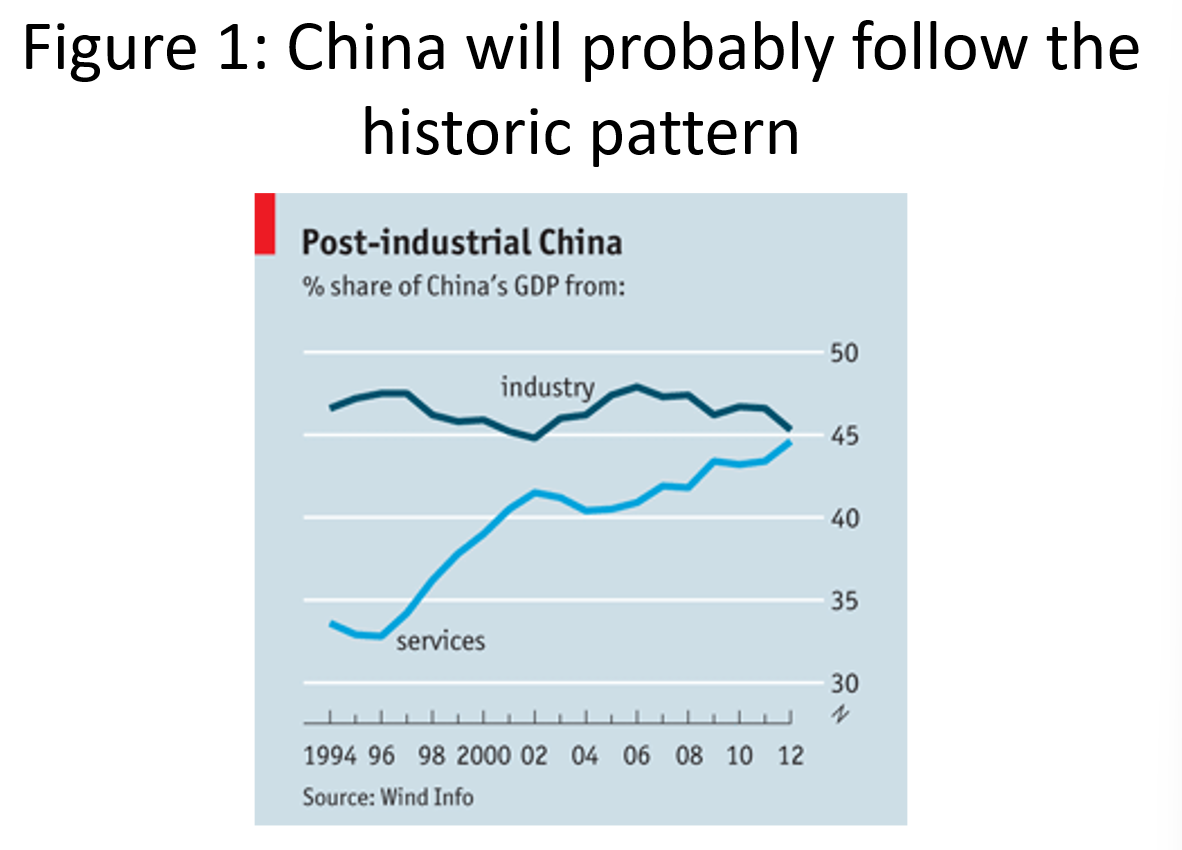 Figure 1: China will probably follow the
historic pattern
Post-industrial China
% share of China's GDP from:
50
industry
45
40
35
services
30
1994 96 98 2000 02 04 06 08 10 12
Source: Wind Info